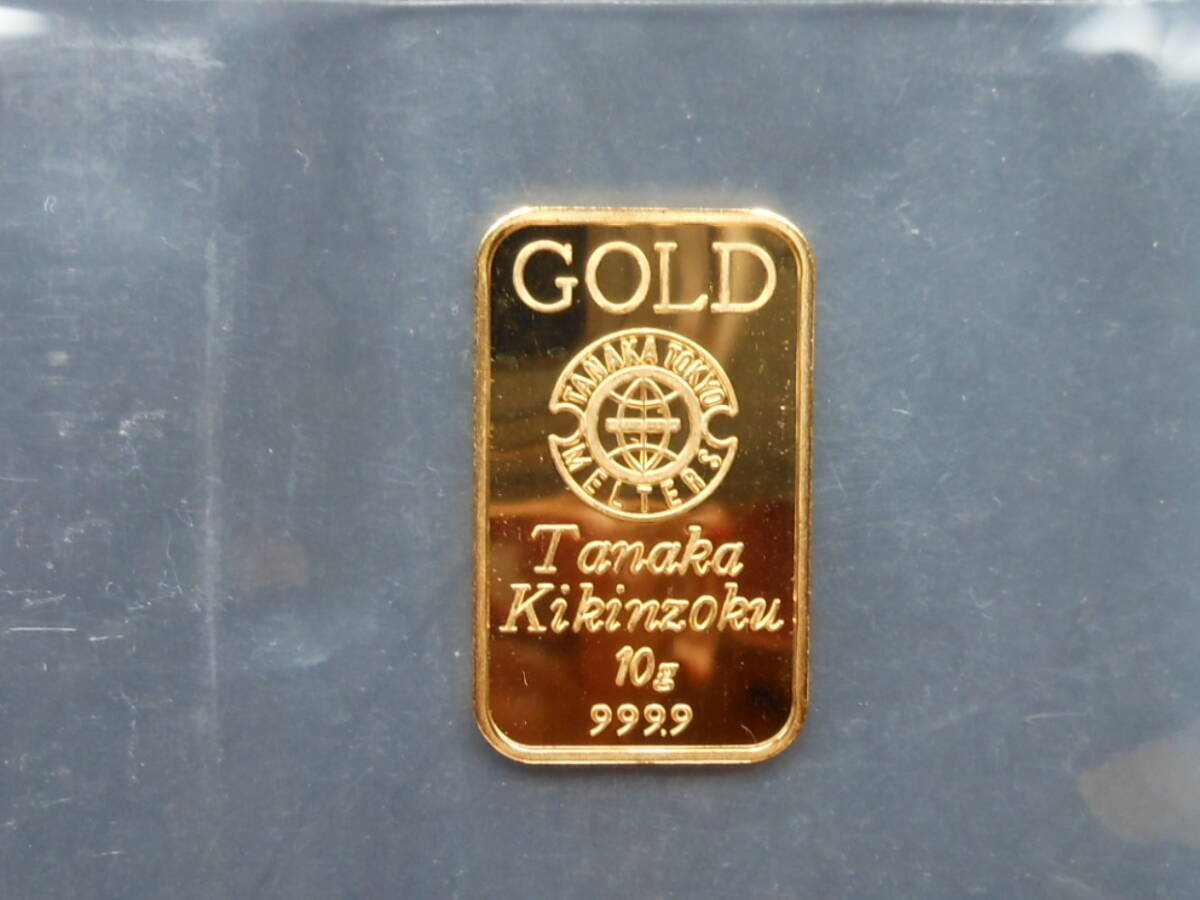 GOLD
TANAKA TOKYO
MELTERS
Tanaka
Kikinzoku
10g
999.9